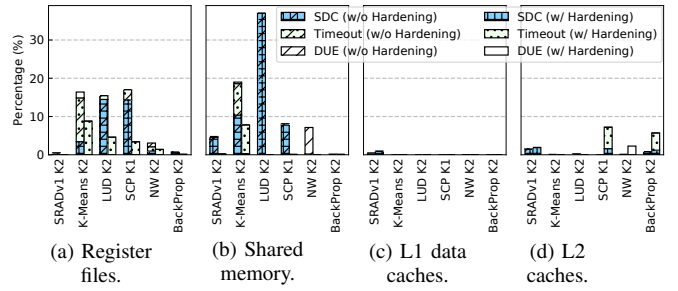 SDC (w/o Hardening)
Timeout (w/o Hardening)
DUE (w/o Hardening)
SDC (w/ Hardening)
Timeout (w/ Hardening)
DUE (w/ Hardening)
Percentage (%)
30
20
10
0
SRADv1 K2
K-Means K2
LUD K2
SCP K1
NW K2
BackProp K2
SRADv1 K2
K-Means K2
LUD K2
SCP K1
NW K2
BackProp K2
SRADv1 K2
K-Means K2
LUD K2
SCP K1
NW K2
BackProp K2
SRADv1 K2
K-Means K2
LUD K2
SCP K1
NW K2
BackProp K2
(a) Register
files.
(b) Shared
memory.
(c) L1 data
caches.
(d) L2
caches.